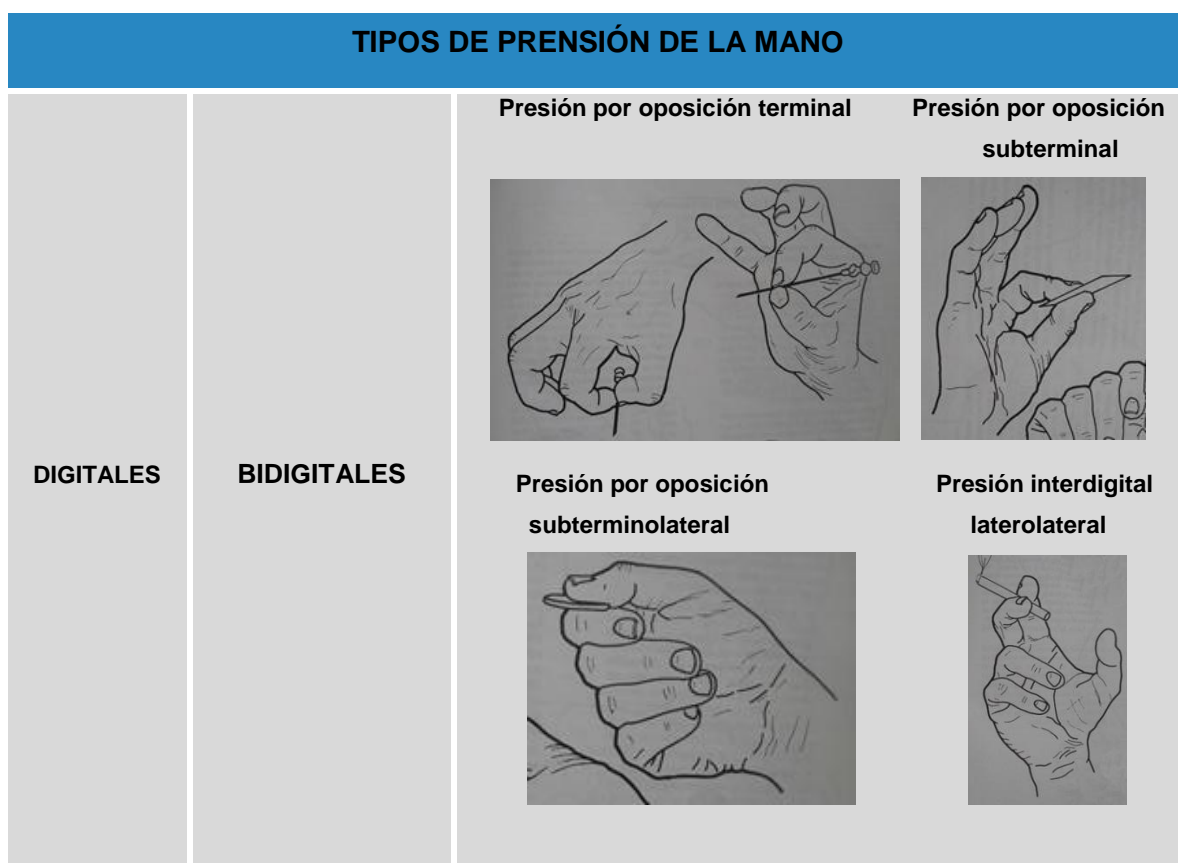 TIPOS DE PRENSIÓN DE LA MANO
DIGITALES
BIDIGITALES
Presión por oposición terminal
Presión por oposición
subterminal
Presión por oposición
subterminolateral
Presión interdigital
laterolateral